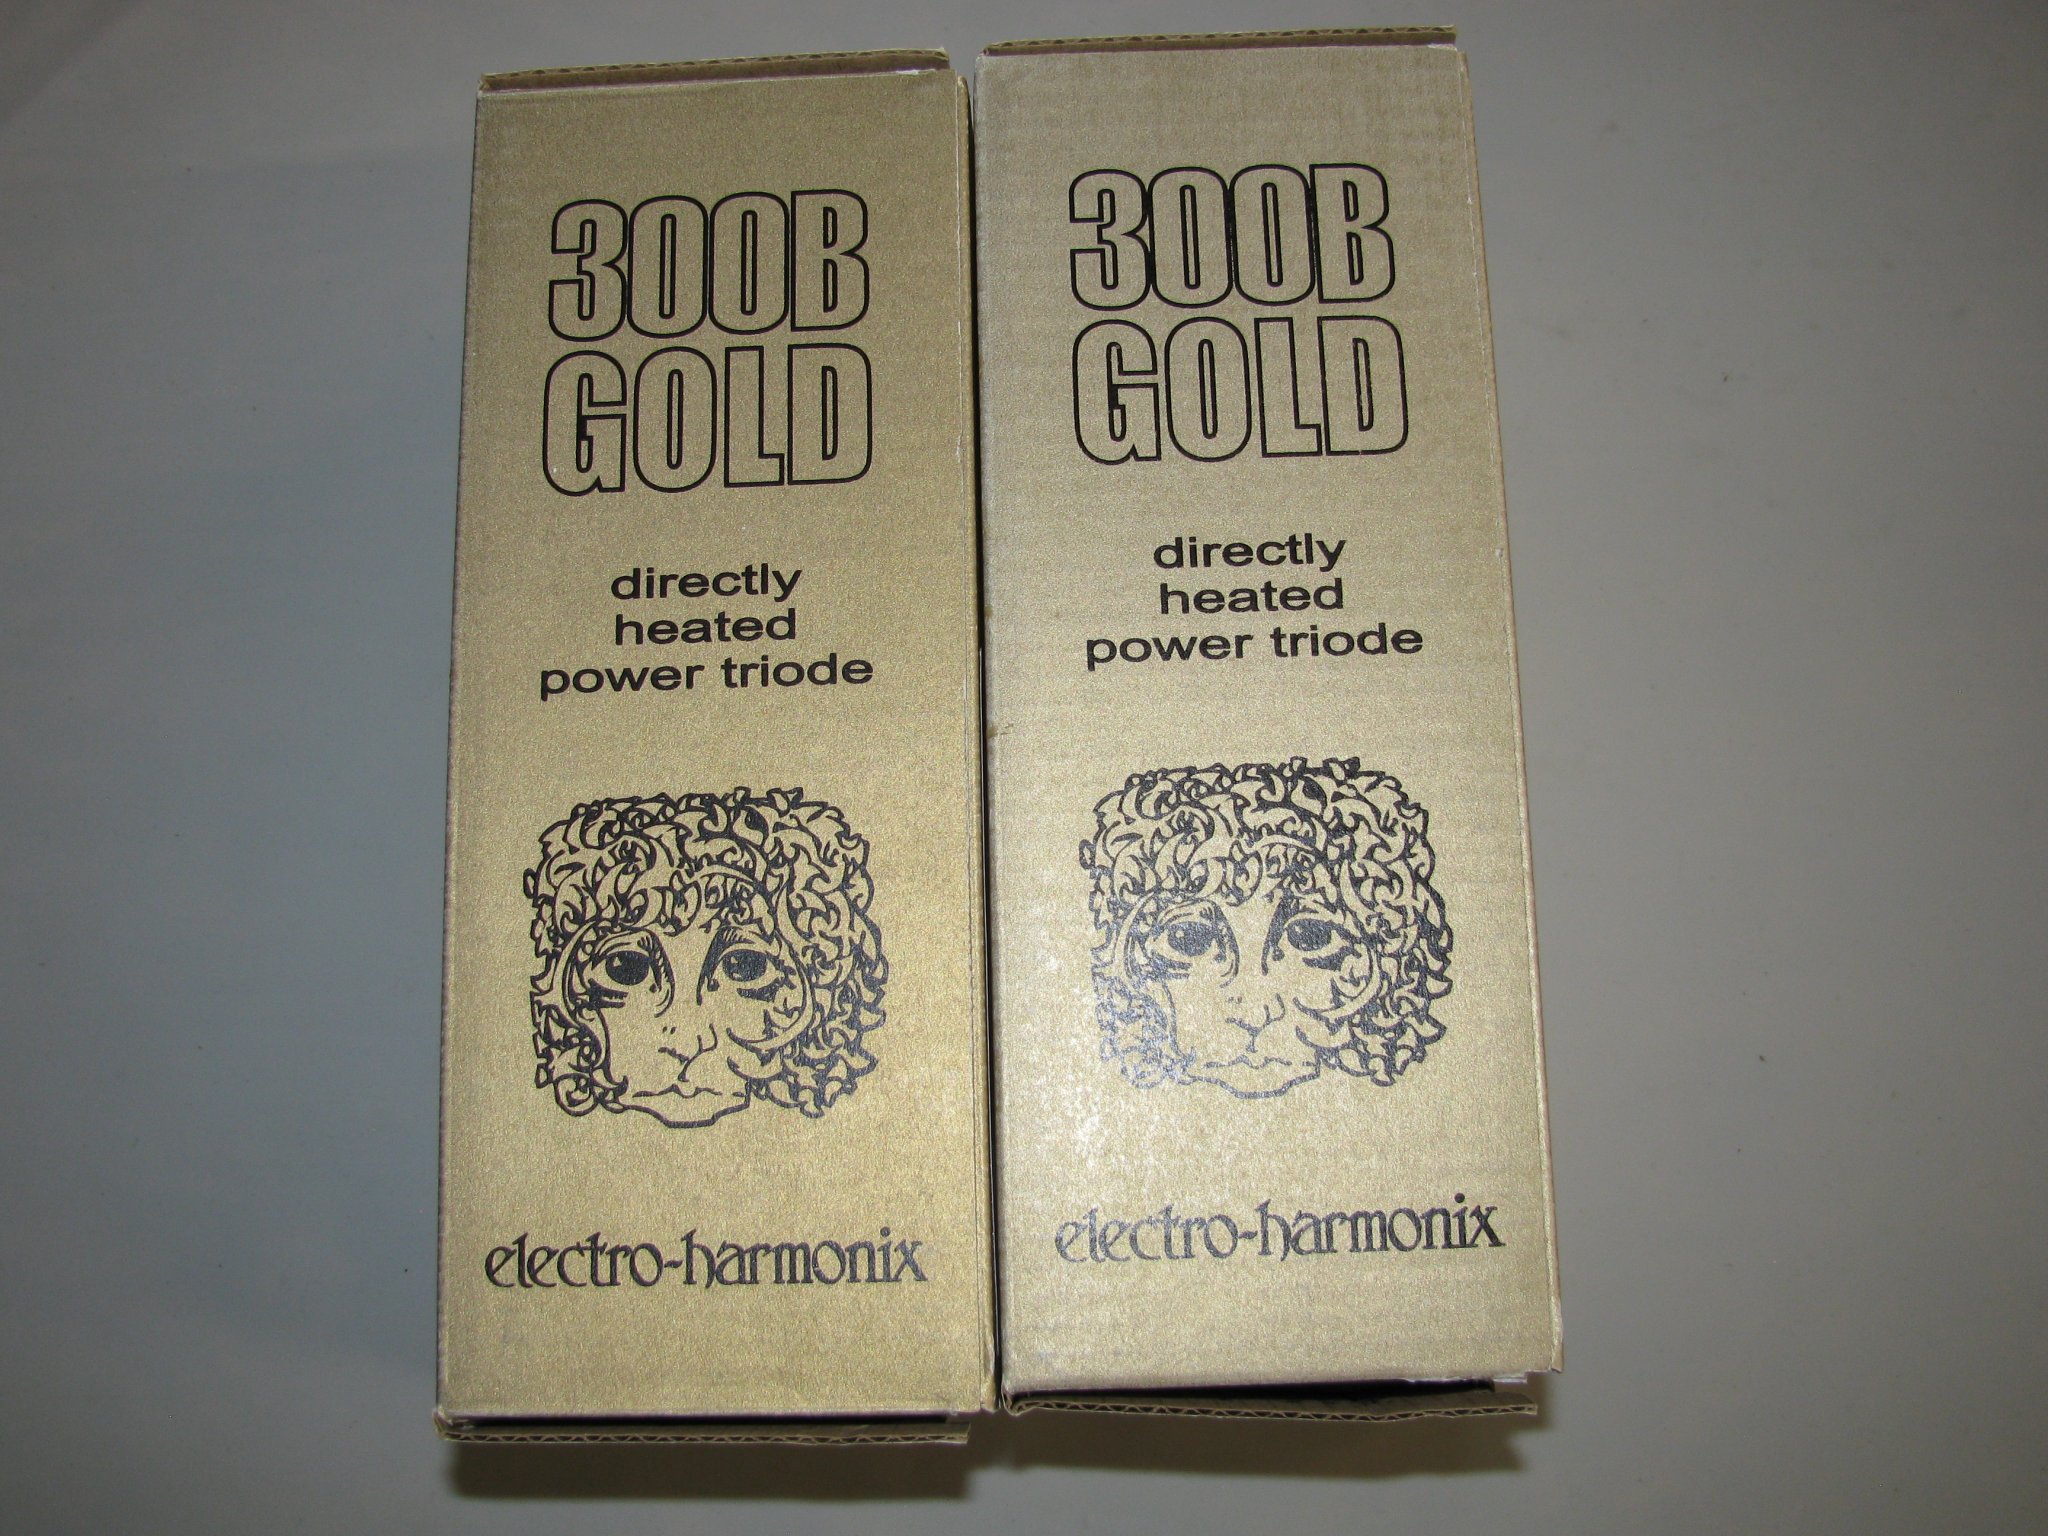 300B
GOLD
directly
heated
power triode
electro-harmonix
300B
GOLD
directly
heated
power triode
electro-harmonix